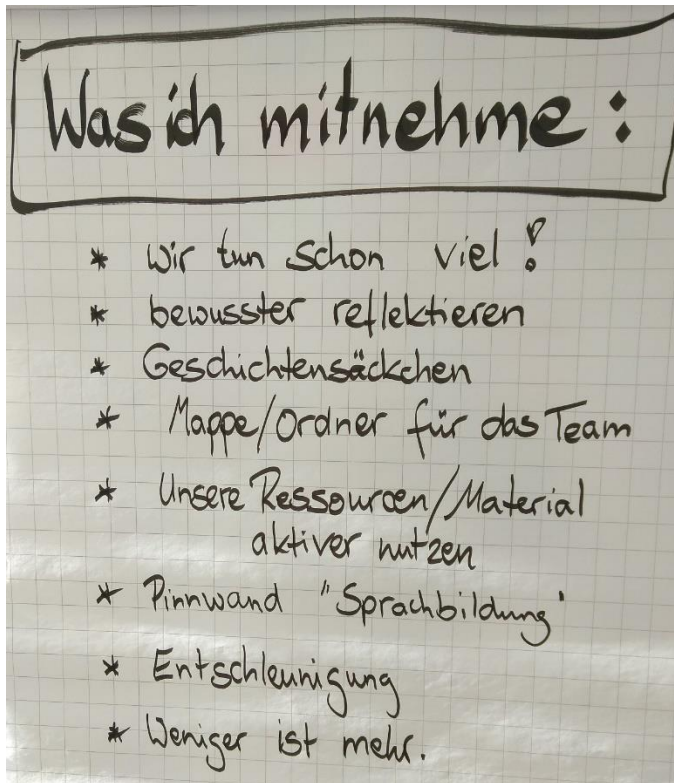 Was ich mitnehme:
* Wir tun schon viel!
* bewusster reflektieren
* Geschichtensäckchen
* Mappe/Ordner für das Team
* Unsere Ressourcen/Material
aktiver nutzen
* Pinnwand "Sprachbildung"
* Entschleunigung
* Weniger ist mehr.